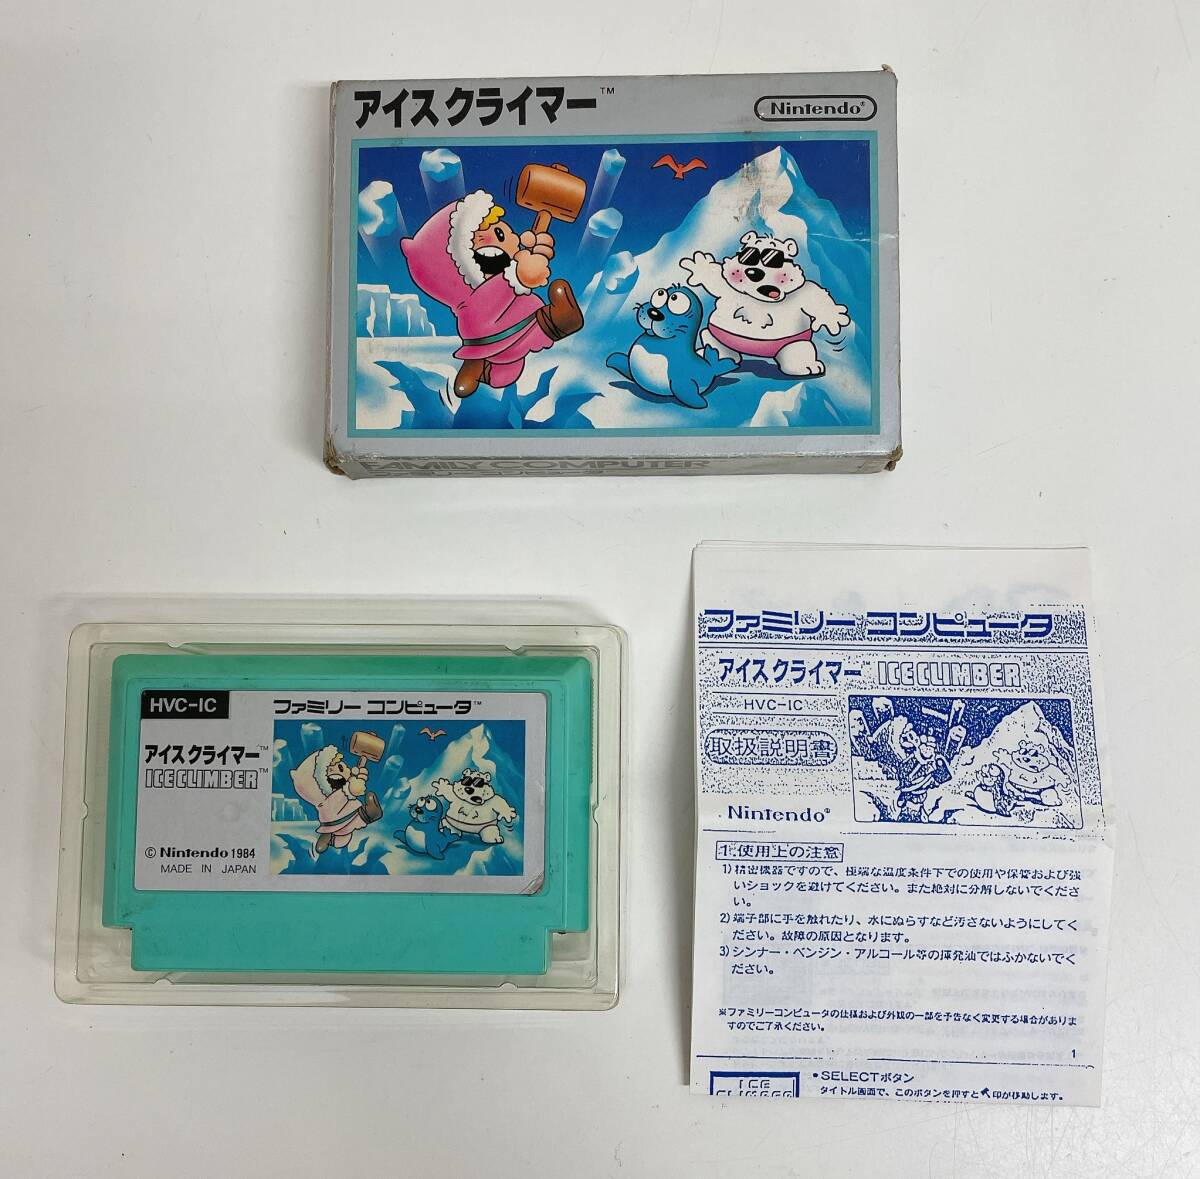 アイスクライマー™
Nintendo®
FAMILY COMPUTER
HVC-IC
ファミリー コンピュータ™
アイスクライマー™
ICE CLIMBER™
© Nintendo 1984
MADE IN JAPAN
ファミリー コンピュータ
アイスクライマー™ ICE CLIMBER™
HVC-IC
取扱説明書
Nintendo®
1. 使用上の注意
1) 精密機器ですので、極端な温度条件下での使用や保管および強
いショックを避けてください。また絶対に分解しないでくださ
い。
2) 端子部に手を触れたり、水にぬらすなど汚さないようにしてく
ださい。故障の原因となります。
3) シンナー・ベンジン・アルコール等の揮発油ではふかないでく
ださい。
※ファミリーコンピュータの仕様および外観の一部を予告なく変更する場合がありま
すのでご了承ください。
1
• SELECTボタン
タイトル画面で、このボタンを押すと 印が移動します。